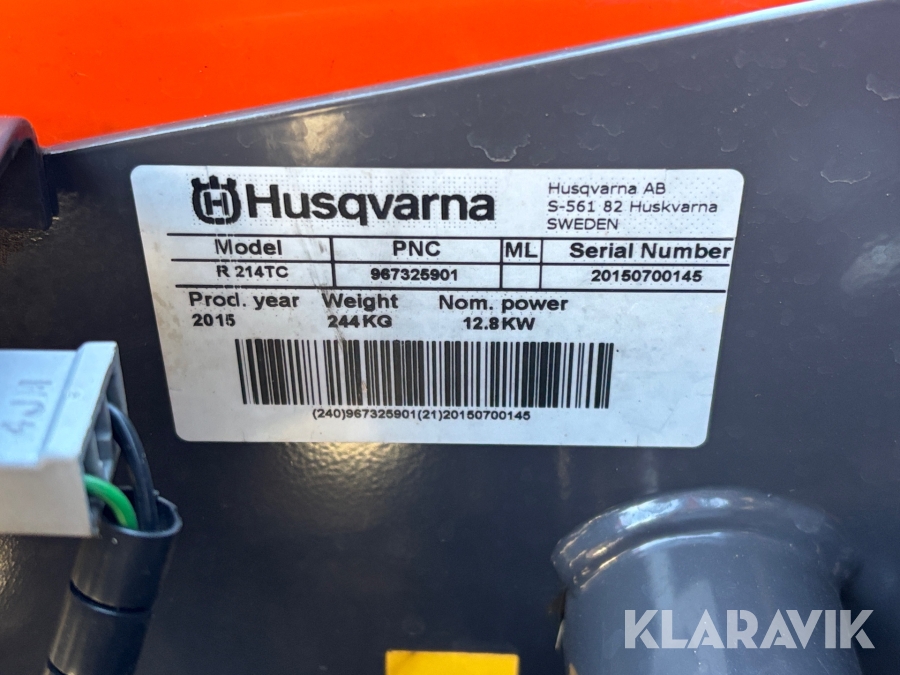 Husqvarna
Husqvarna AB
S-561 82 Huskvarna
SWEDEN
Model PNC ML Serial Number
R 214TC 967325901 20150700145
Prod. year Weight Nom. power
2015 244KG 12.8KW
(240)967325901(21)20150700145
KLARAVIK